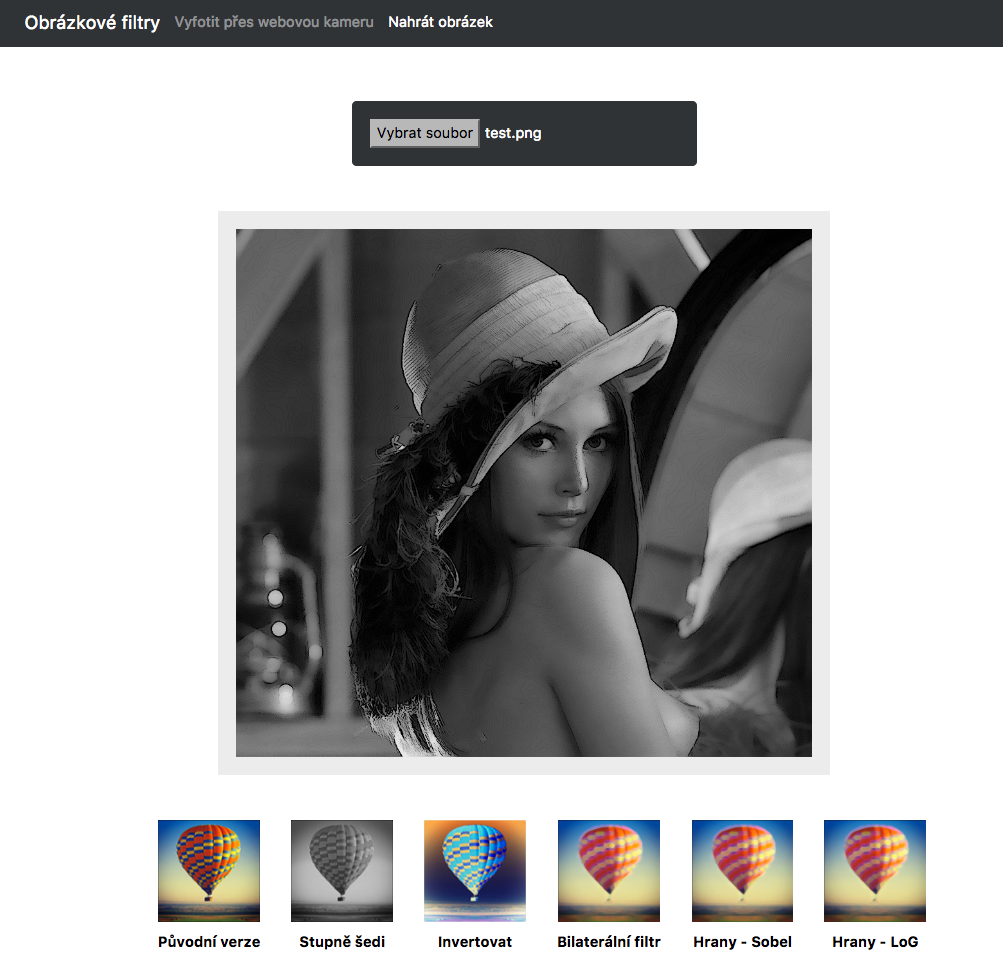 Obrázkové filtry Vyfotit přes webovou kameru Nahrát obrázek
Vybrat soubor test.png
Původní verze Stupně šedi Invertovat Bilaterální filtr Hrany - Sobel Hrany - LoG